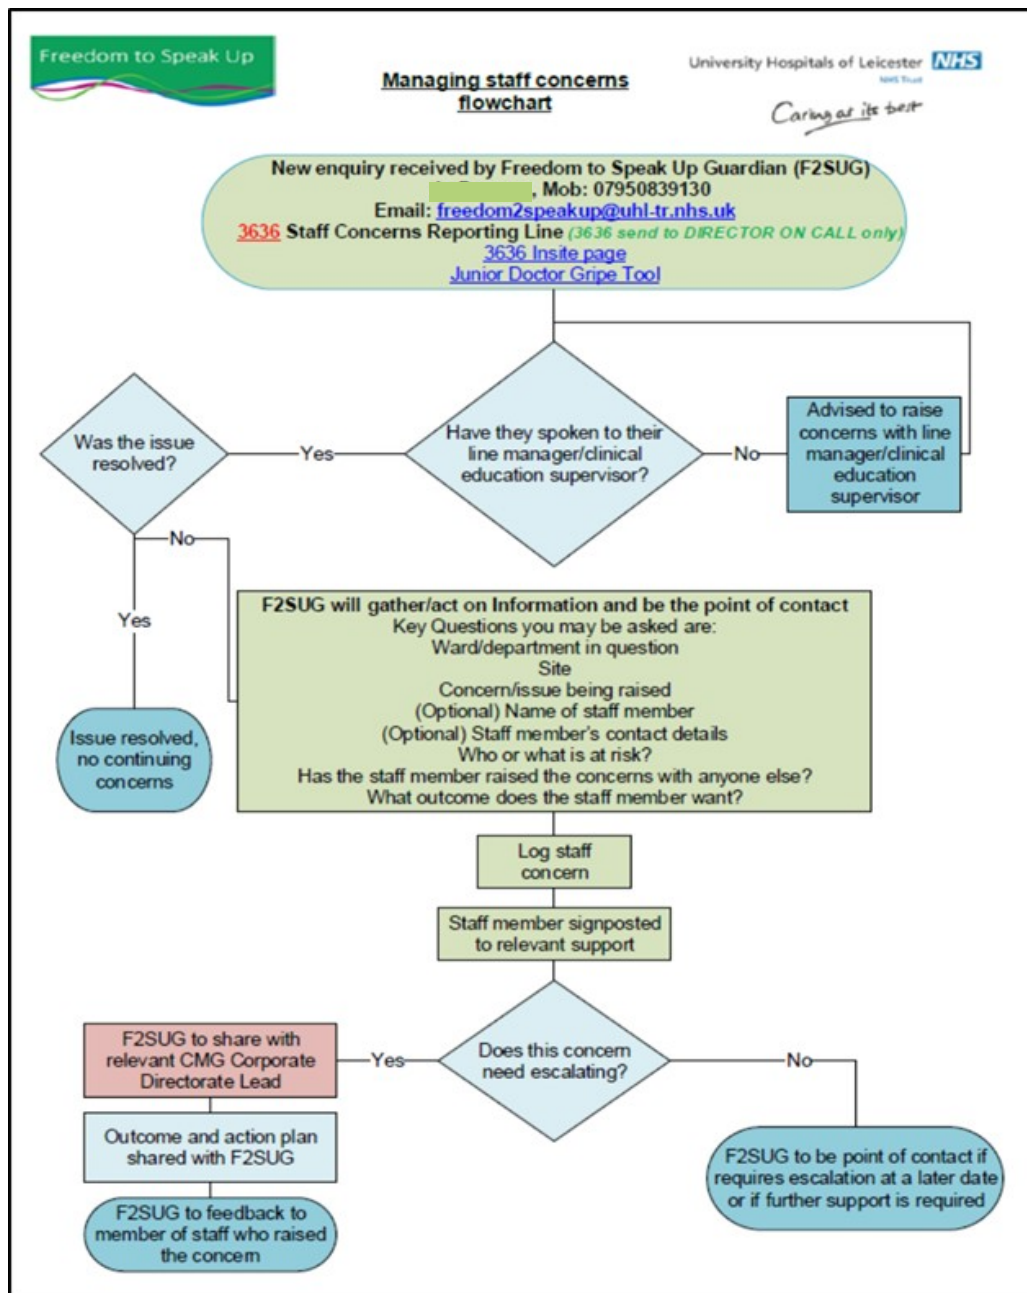 Freedom to Speak Up
Managing staff concerns
flowchart
University Hospitals of Leicester NHS
NHS Trust
Caring at its best
New enquiry received by Freedom to Speak Up Guardian (F2SUG)
, Mob: 07950839130
Email: freedom2speakup@uhl-tr.nhs.uk
3636 Staff Concerns Reporting Line (3636 send to DIRECTOR ON CALL only)
3636 Insite page
Junior Doctor Gripe Tool
Was the issue
resolved?
Yes
Have they spoken to their
line manager/clinical
education supervisor?
No
Advised to raise
concerns with line
manager/clinical
education
supervisor
No
Yes
Issue resolved,
no continuing
concerns
F2SUG will gather/act on Information and be the point of contact
Key Questions you may be asked are:
Ward/department in question
Site
Concern/issue being raised
(Optional) Name of staff member
(Optional) Staff member's contact details
Who or what is at risk?
Has the staff member raised the concerns with anyone else?
What outcome does the staff member want?
Log staff
concern
Staff member signposted
to relevant support
Does this concern
need escalating?
Yes
F2SUG to share with
relevant CMG Corporate
Directorate Lead
Outcome and action plan
shared with F2SUG
F2SUG to feedback to
member of staff who raised
the concern
No
F2SUG to be point of contact if
requires escalation at a later date
or if further support is required